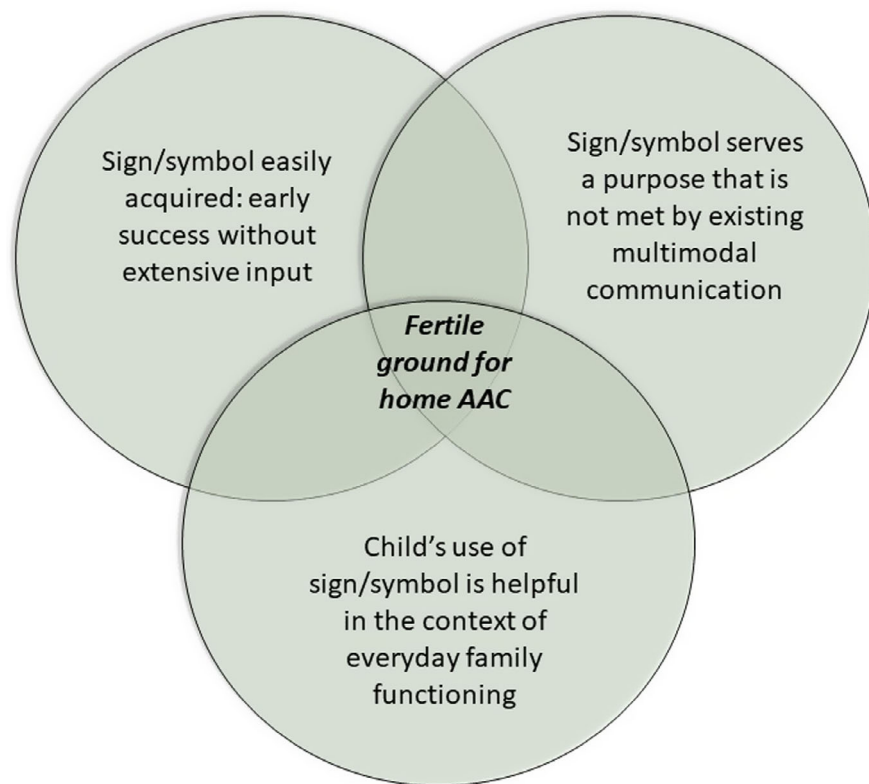 Sign/symbol easily
acquired: early
success without
extensive input
Sign/symbol serves
a purpose that is
not met by existing
multimodal
communication
Fertile
ground for
home AAC
Child’s use of
sign/symbol is helpful
in the context of
everyday family
functioning